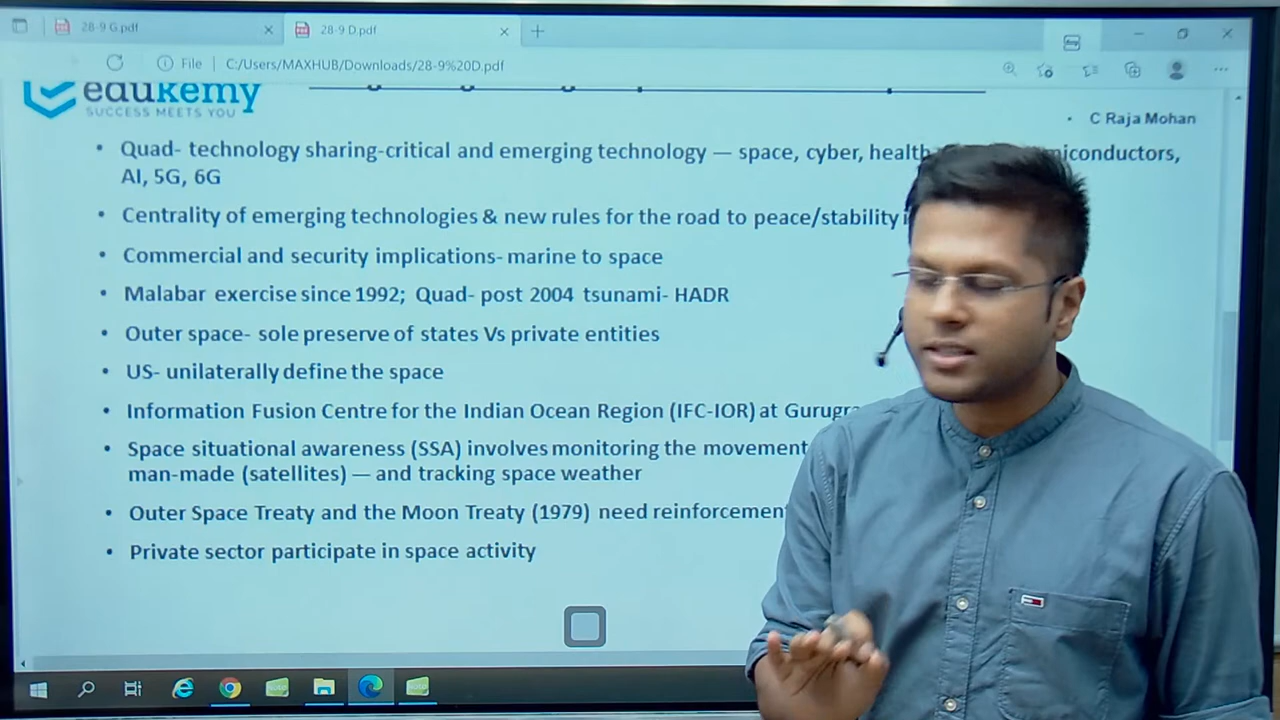 28-9 G.pdf
28-9 D.pdf
File
C:/Users/MAXHUB/Downloads/28-9%20D.pdf
edukemy
SUCCESS MEETS YOU
• C Raja Mohan
• Quad- technology sharing-critical and emerging technology — space, cyber, health
AI, 5G, 6G
• Centrality of emerging technologies & new rules for the road to peace/stability
• Commercial and security implications- marine to space
• Malabar exercise since 1992; Quad- post 2004 tsunami- HADR
• Outer space- sole preserve of states Vs private entities
• US- unilaterally define the space
• Information Fusion Centre for the Indian Ocean Region (IFC-IOR) at
• Space situational awareness (SSA) involves monitoring the movement
man-made (satellites) — and tracking space weather
• Outer Space Treaty and the Moon Treaty (1979) need
• Private sector participate in space activity